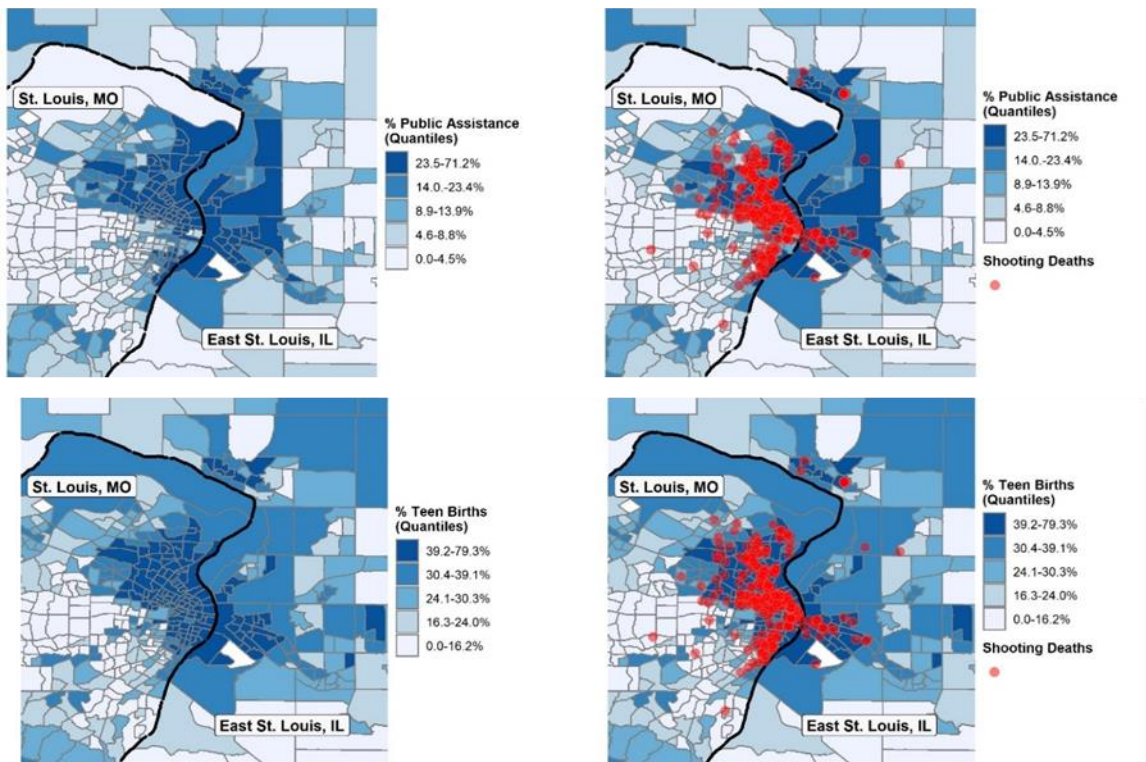 St. Louis, MO
East St. Louis, IL
% Public Assistance
(Quantiles)
23.5-71.2%
14.0.-23.4%
8.9-13.9%
4.6-8.8%
0.0-4.5%
St. Louis, MO
East St. Louis, IL
% Public Assistance
(Quantiles)
23.5-71.2%
14.0.-23.4%
8.9-13.9%
4.6-8.8%
0.0-4.5%
Shooting Deaths
St. Louis, MO
East St. Louis, IL
% Teen Births
(Quantiles)
39.2-79.3%
30.4-39.1%
24.1-30.3%
16.3-24.0%
0.0-16.2%
St. Louis, MO
East St. Louis, IL
% Teen Births
(Quantiles)
39.2-79.3%
30.4-39.1%
24.1-30.3%
16.3-24.0%
0.0-16.2%
Shooting Deaths